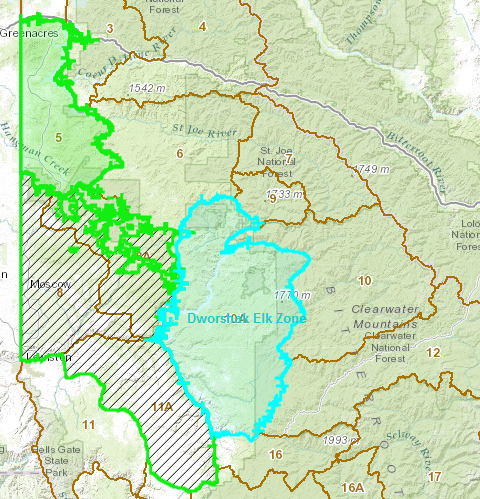 National
Forest
Greenacres
3
4
Coeur D'Alene River
Thompson
1542 m
Hangman Creek
5
St Joe River
6
St. Joe
National
Forest
7
Bitterroot River
1749 m
1733 m
9
Lolo
National
Forest
Moscow
8
10
1770 m
10A
Dworshak Elk Zone
Clearwater
Mountains
Clearwater
National
Forest
12
BITTERROO
Lewiston
11A
11
Hells Gate
State
Park
1993 m
Selway River
16
16A
17